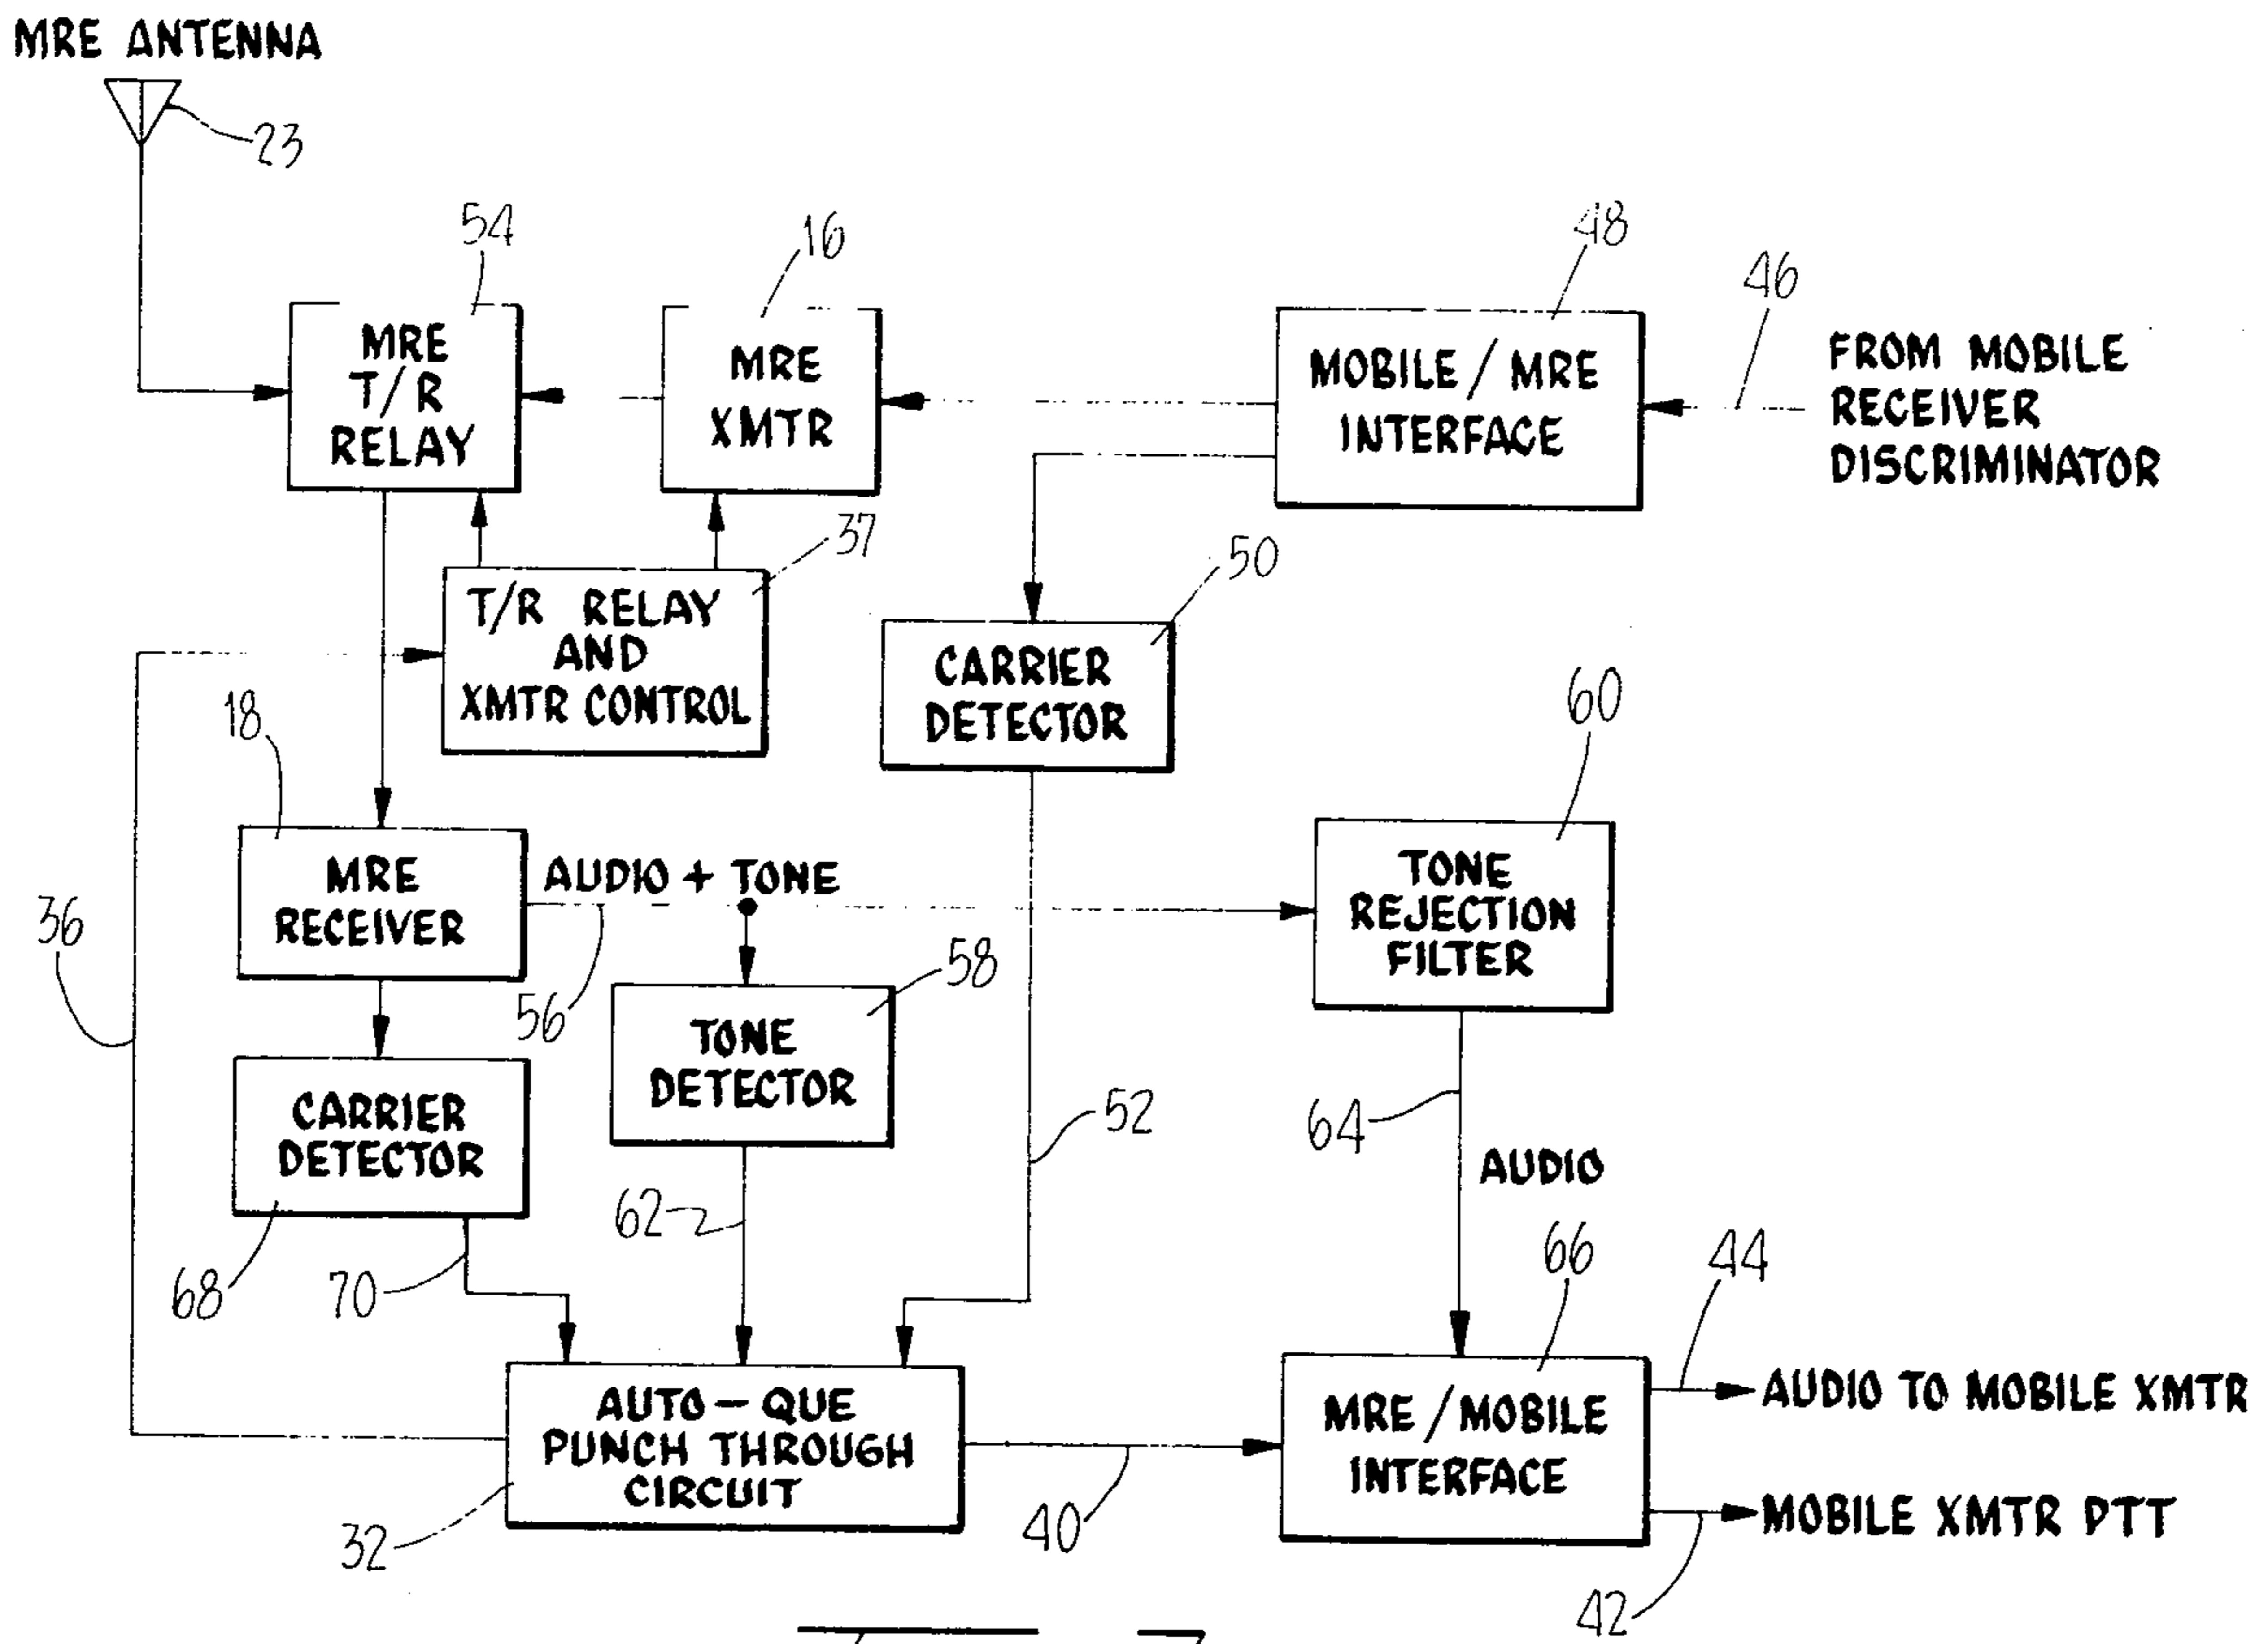 MRE ANTENNA
23
54
16
48
46
MRE
T/R
RELAY
MRE
XMTR
MOBILE / MRE
INTERFACE
FROM MOBILE
RECEIVER
DISCRIMINATOR
37
50
T/R RELAY
AND
XMTR CONTROL
CARRIER
DETECTOR
18
60
MRE
RECEIVER
AUDIO + TONE
TONE
REJECTION
FILTER
36
56
58
TONE
DETECTOR
CARRIER
DETECTOR
52
64
AUDIO
62
68
70
66
44
AUTO-QUE
PUNCH THROUGH
CIRCUIT
MRE / MOBILE
INTERFACE
AUDIO TO MOBILE XMTR
MOBILE XMTR PTT
32
40
42